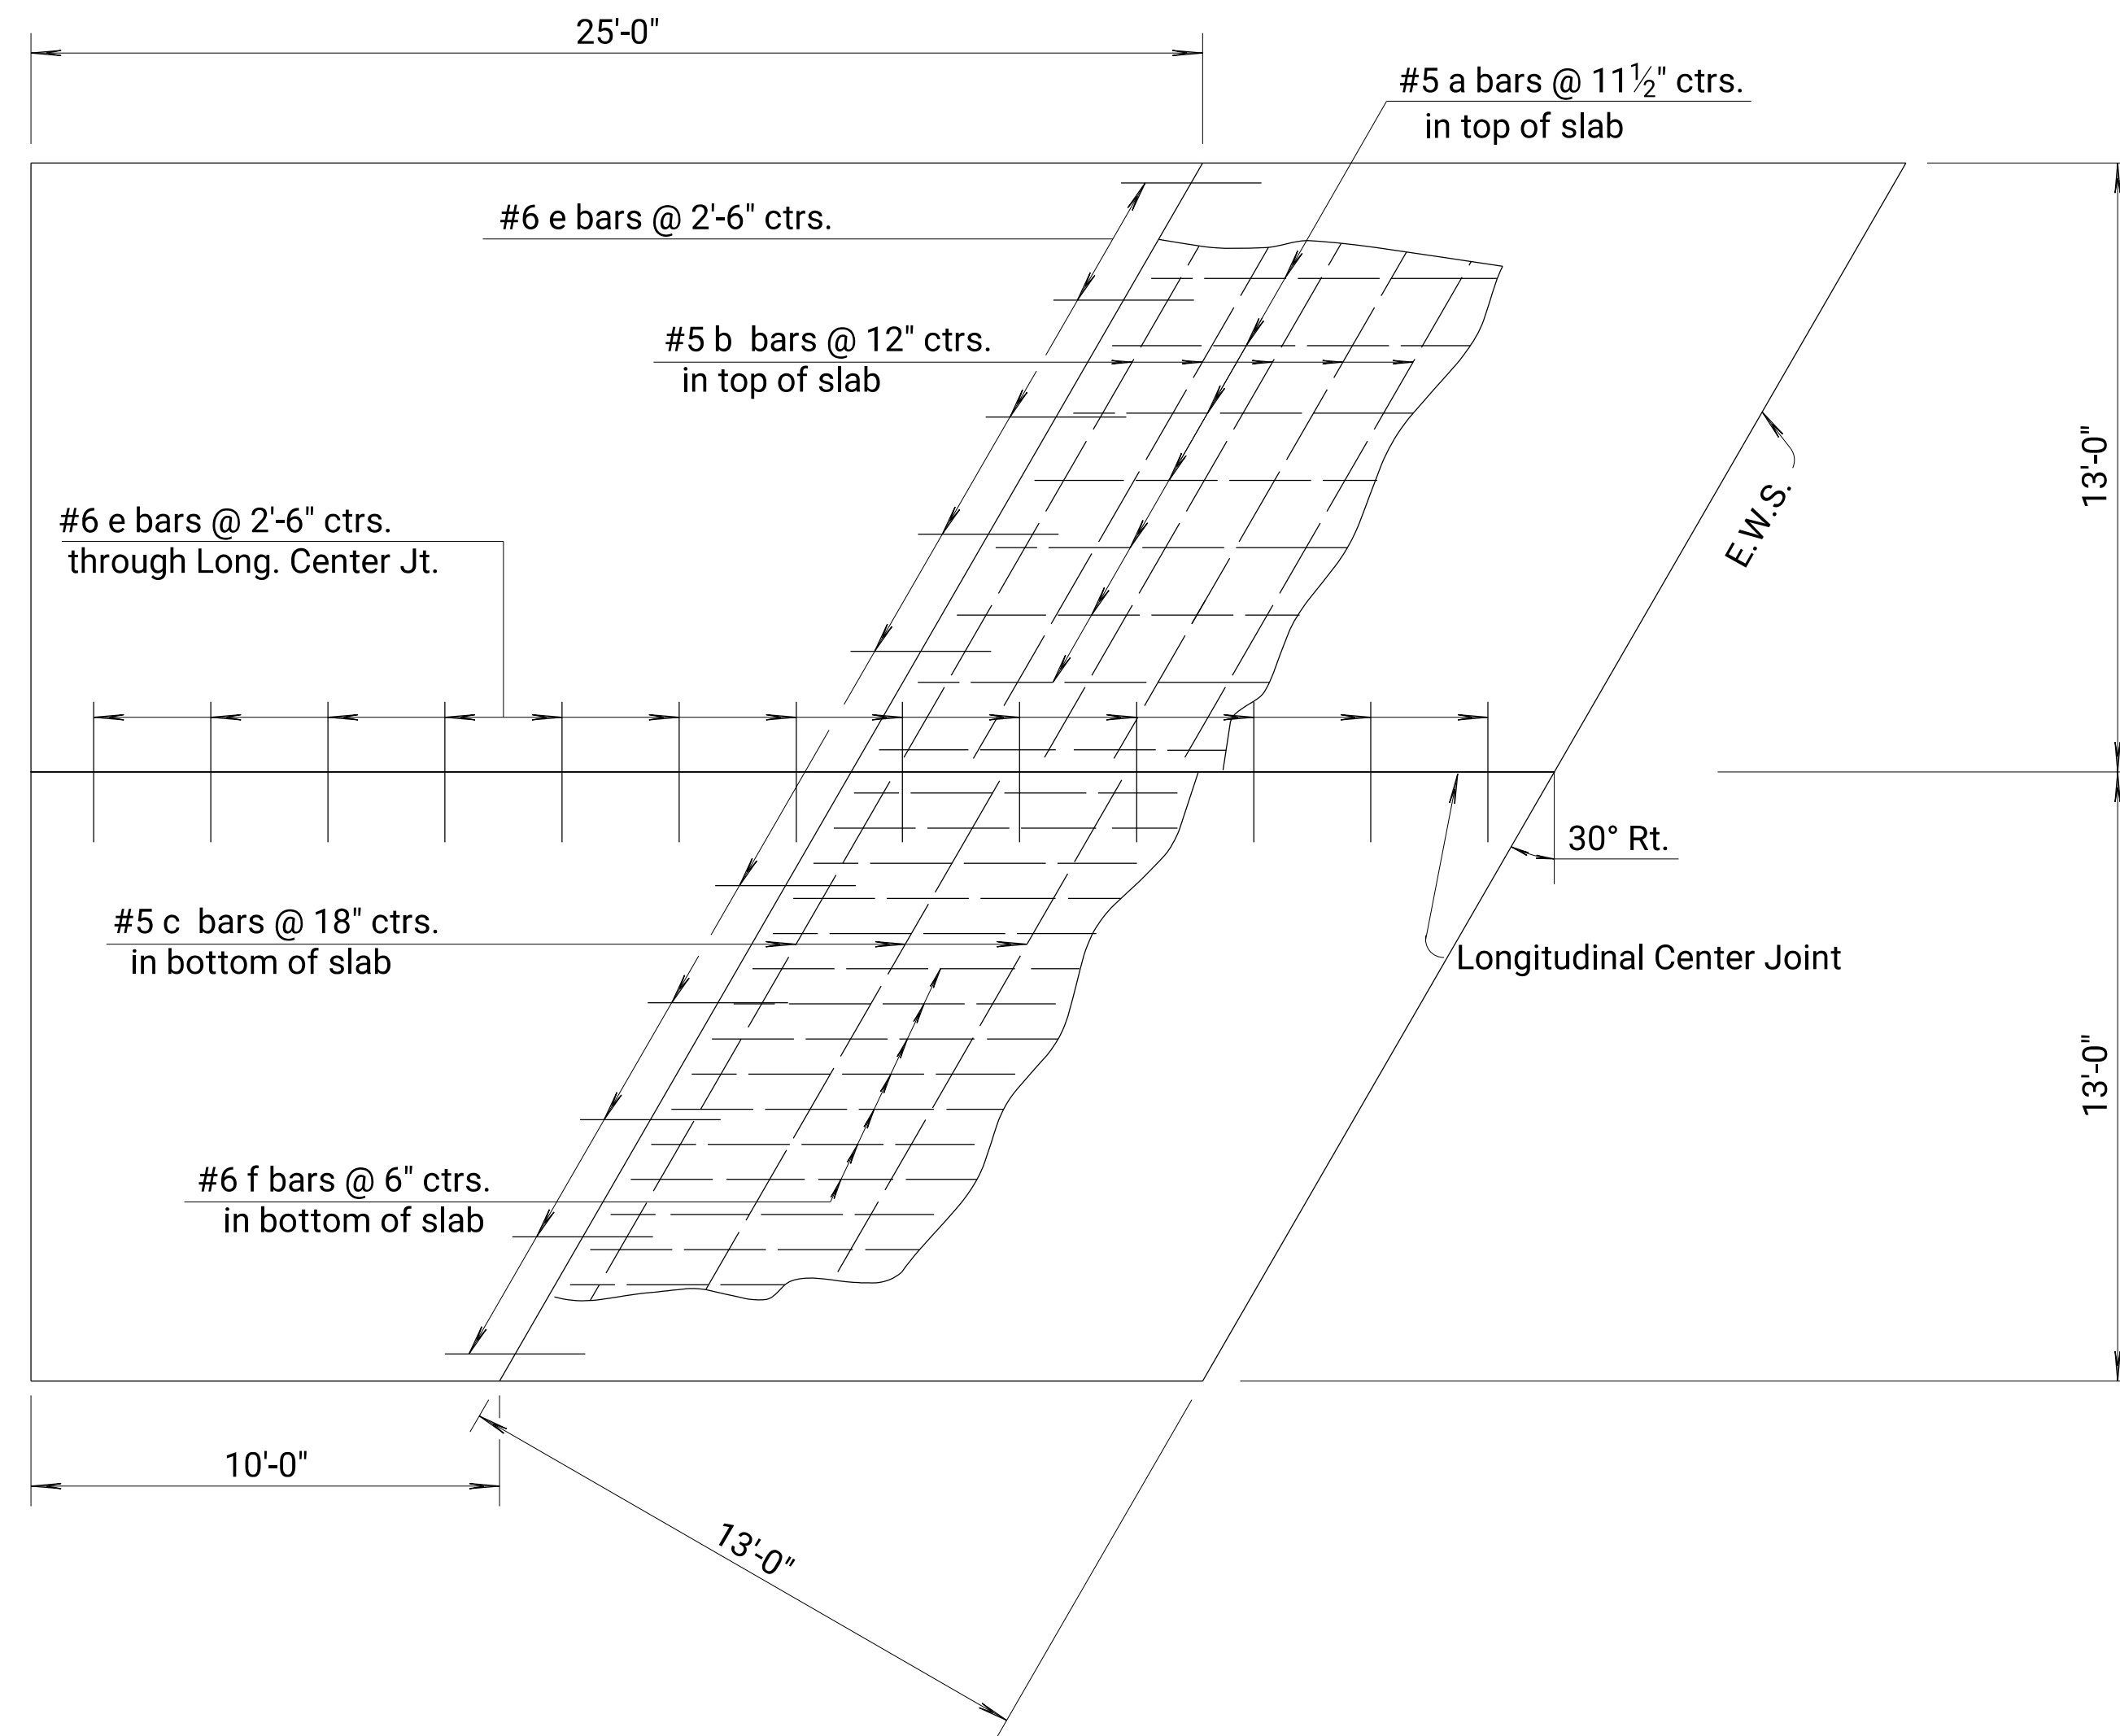 25'-0"
#5 a bars @ 11½" ctrs.
in top of slab
#6 e bars @ 2'-6" ctrs.
#5 b bars @ 12" ctrs.
in top of slab
13'-0"
E.W.S.
#6 e bars @ 2'-6" ctrs.
through Long. Center Jt.
30° Rt.
#5 c bars @ 18" ctrs.
in bottom of slab
Longitudinal Center Joint
13'-0"
#6 f bars @ 6" ctrs.
in bottom of slab
10'-0"
13'-0"